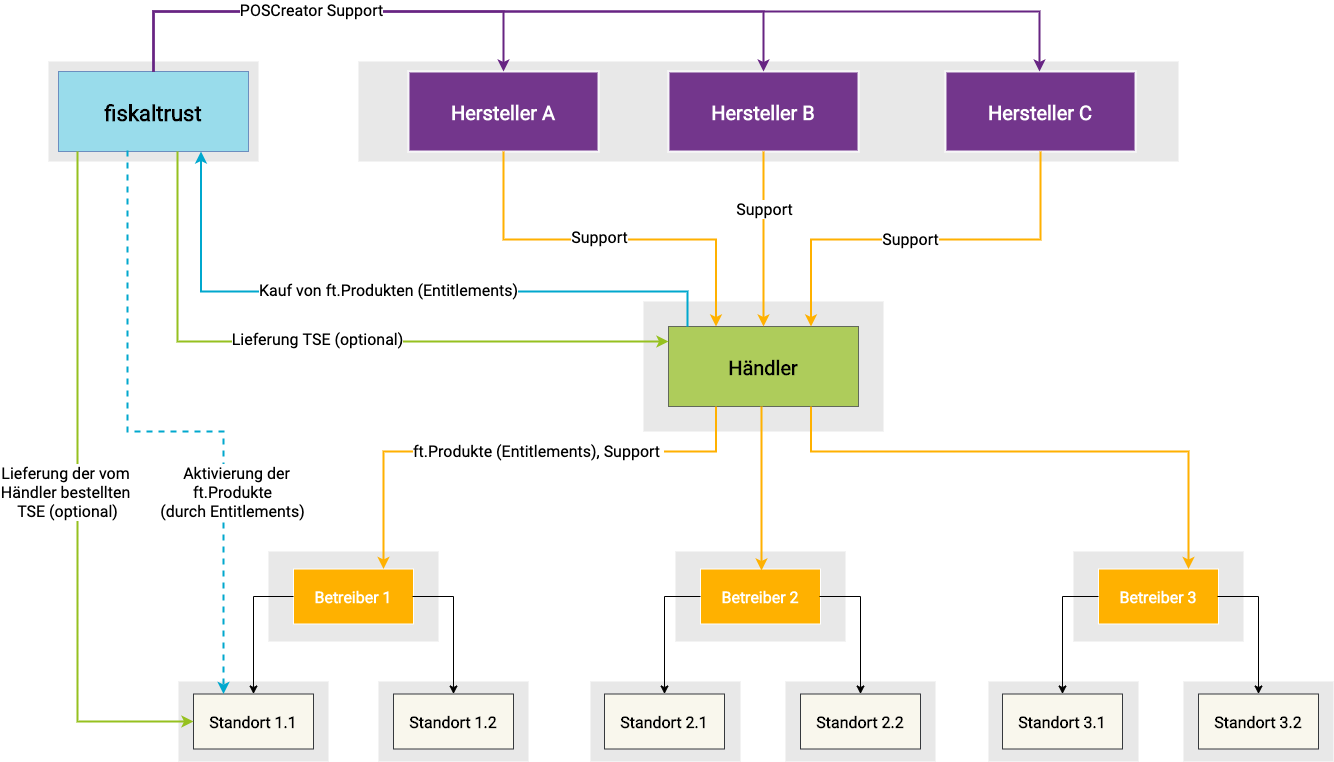 POSCreator Support
fiskaltrust
Hersteller A
Hersteller B
Hersteller C
Support
Support
Support
Kauf von ft.Produkten (Entitlements)
Lieferung TSE (optional)
Händler
ft.Produkte (Entitlements), Support
Lieferung der vom
Händler bestellten
TSE (optional)
Aktivierung der
ft.Produkte
(durch Entitlements)
Betreiber 1
Betreiber 2
Betreiber 3
Standort 1.1
Standort 1.2
Standort 2.1
Standort 2.2
Standort 3.1
Standort 3.2